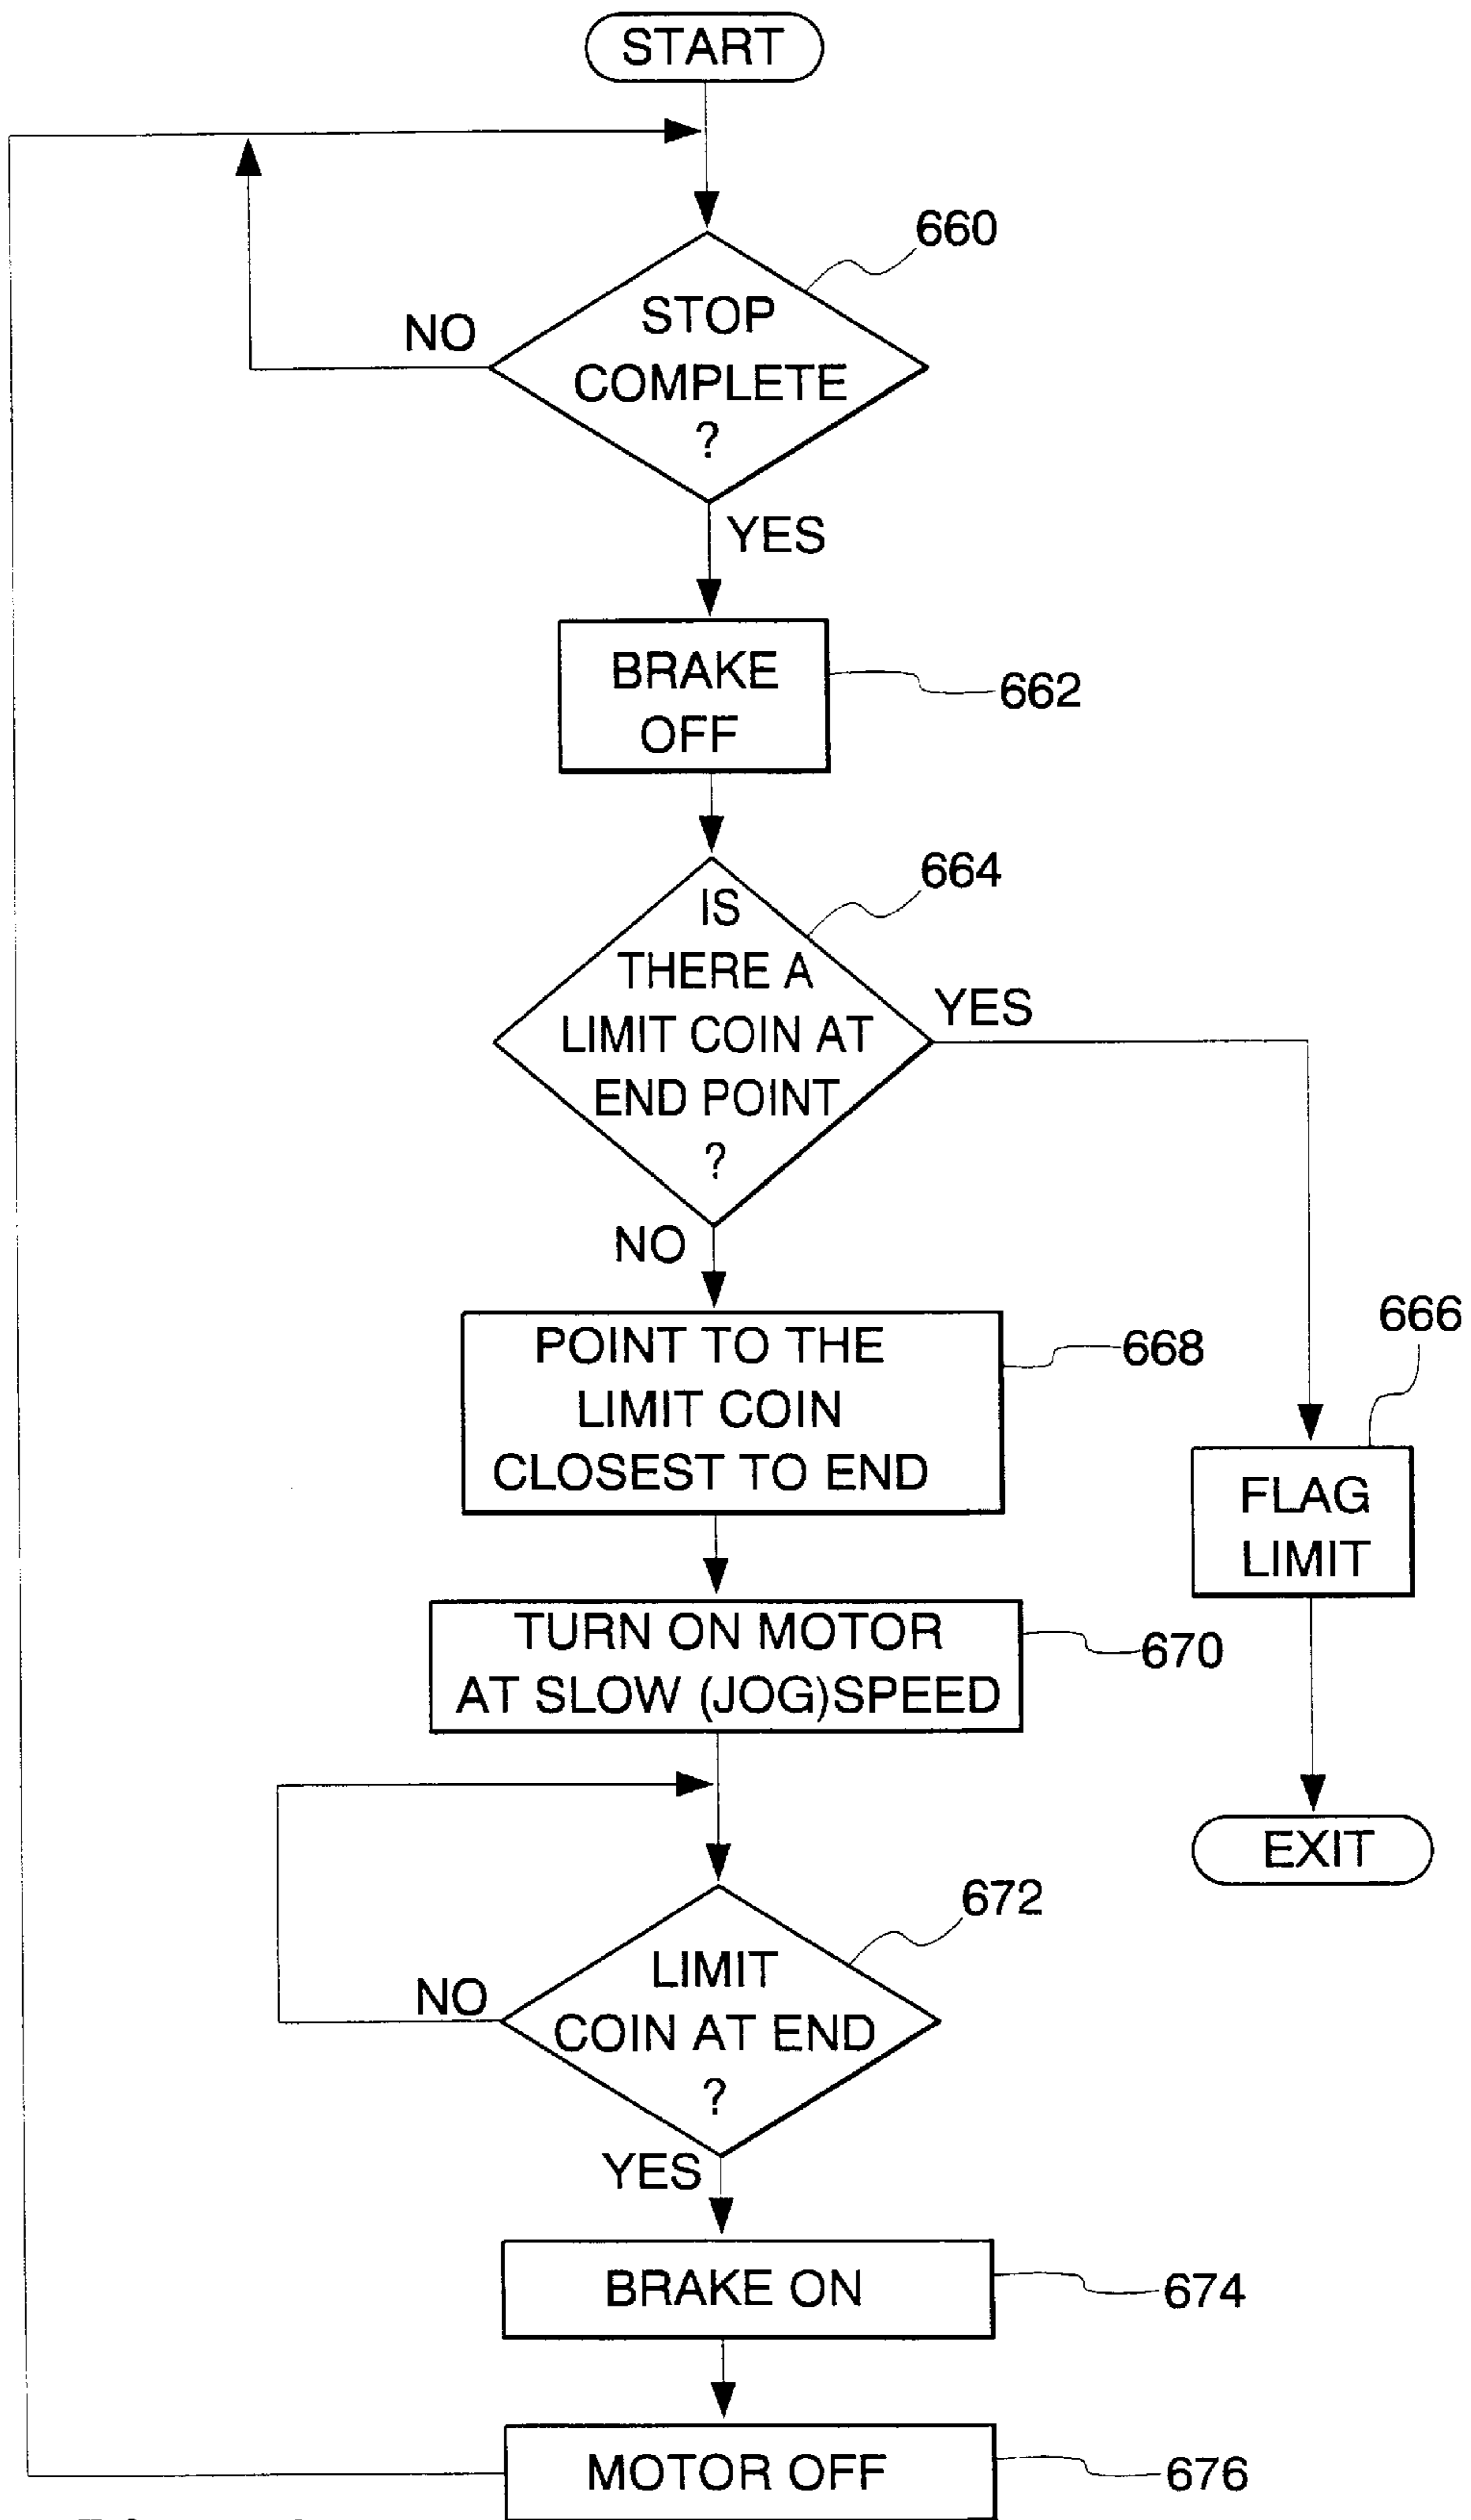 START
660
STOP
COMPLETE
?
NO
YES
BRAKE
OFF
662
664
IS
THERE A
LIMIT COIN AT
END POINT
?
YES
NO
666
POINT TO THE
LIMIT COIN
CLOSEST TO END
668
FLAG
LIMIT
TURN ON MOTOR
AT SLOW (JOG)SPEED
670
EXIT
672
LIMIT
COIN AT END
?
NO
YES
BRAKE ON
674
MOTOR OFF
676